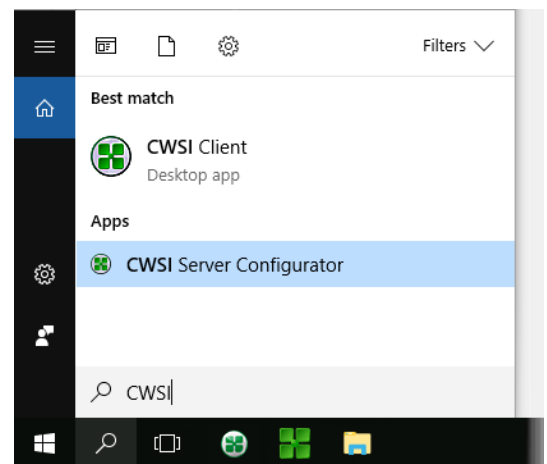 Filters
Best match
CWSI Client
Desktop app
Apps
CWSI Server Configurator
CWSI